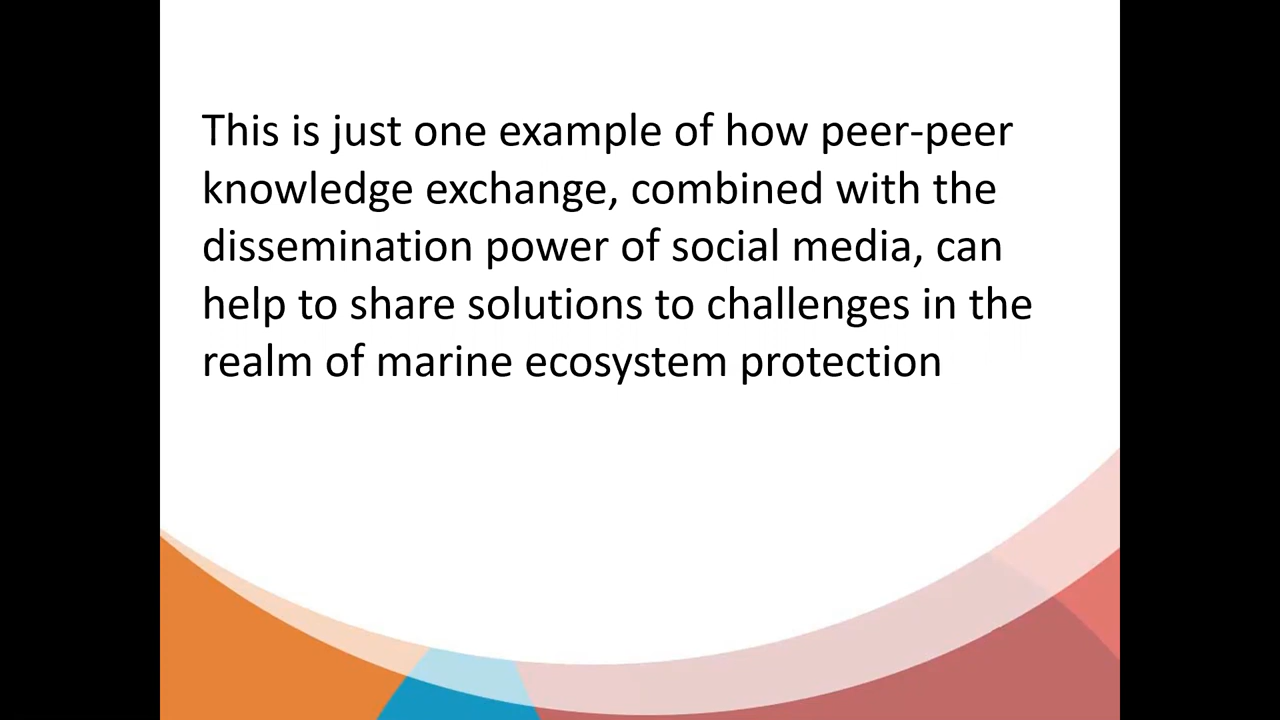 This is just one example of how peer-peer
knowledge exchange, combined with the
dissemination power of social media, can
help to share solutions to challenges in the
realm of marine ecosystem protection